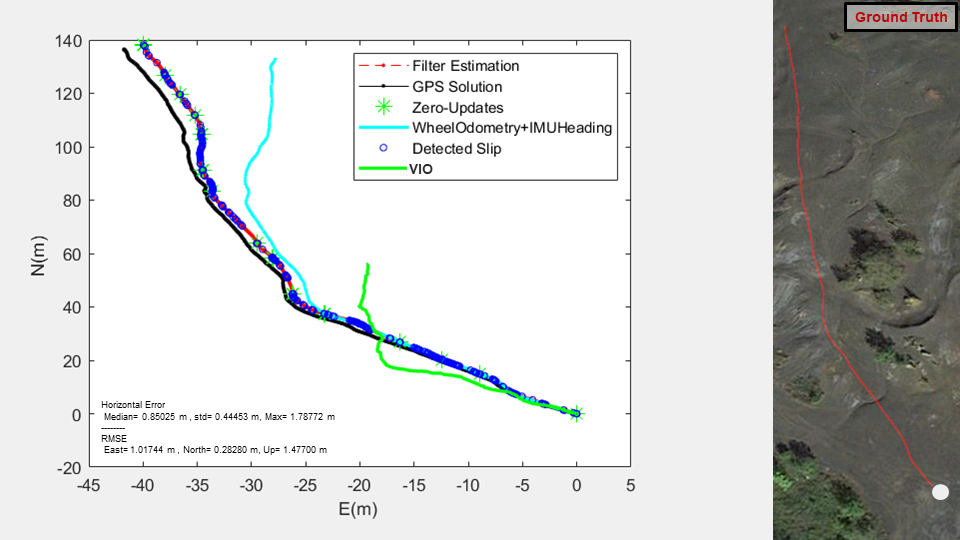 Ground Truth
140
120
100
80
60
40
20
0
-20
N(m)
Filter Estimation
GPS Solution
Zero-Updates
WheelOdometry+IMUHeading
Detected Slip
VIO
Horizontal Error
Median= 0.85025 m , std= 0.44453 m, Max= 1.78772 m
--------
RMSE
East= 1.01744 m , North= 0.28280 m, Up= 1.47700 m
-45 -40 -35 -30 -25 -20 -15 -10 -5 0 5
E(m)